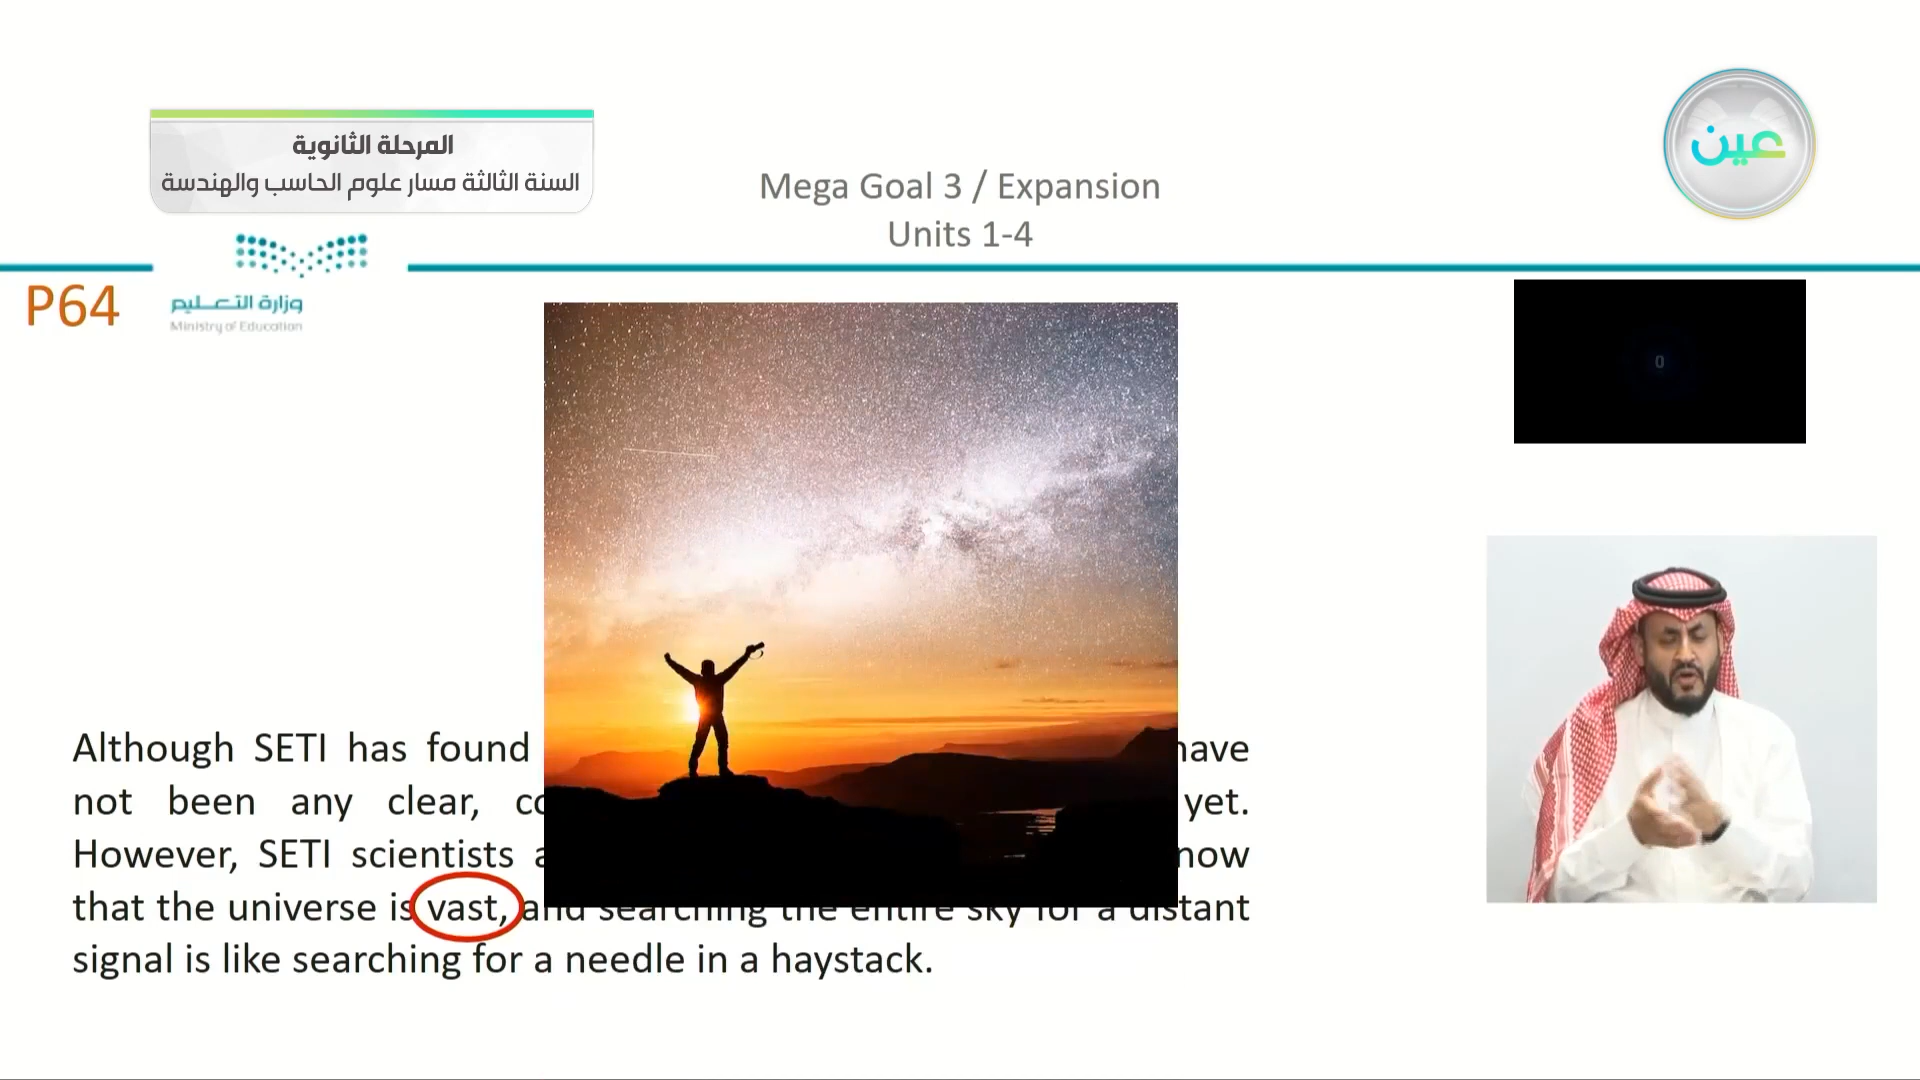 المرحلة الثانوية
السنة الثالثة مسار علوم الحاسب والهندسة
عين
Mega Goal 3 / Expansion
Units 1-4
P64
وزارة التعليم
Ministry of Education
0
Although SETI has found have
not been any clear, yet.
However, SETI scientists
that the universe is vast, and searching the entire sky for a distant
signal is like searching for a needle in a haystack.